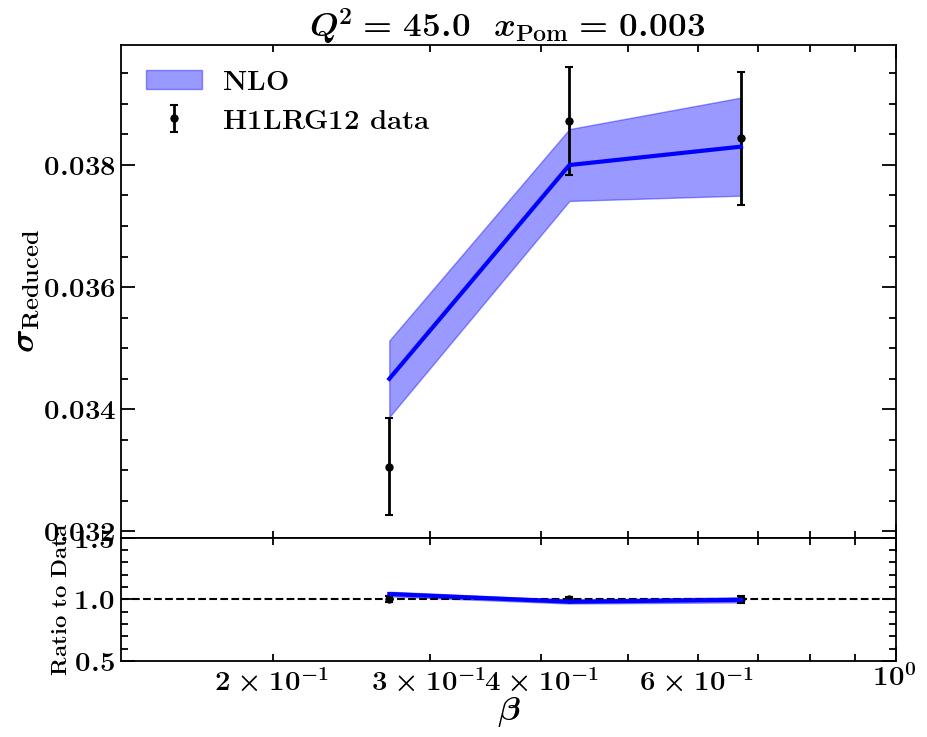 Q² = 45.0 x_Pom = 0.003
NLO
H1LRG12 data
0.038
0.036
0.034
0.032
σ_Reduced
1.5
1.0
0.5
Ratio to Data
2 × 10⁻¹ 3 × 10⁻¹ 4 × 10⁻¹ 6 × 10⁻¹ 10⁰
β